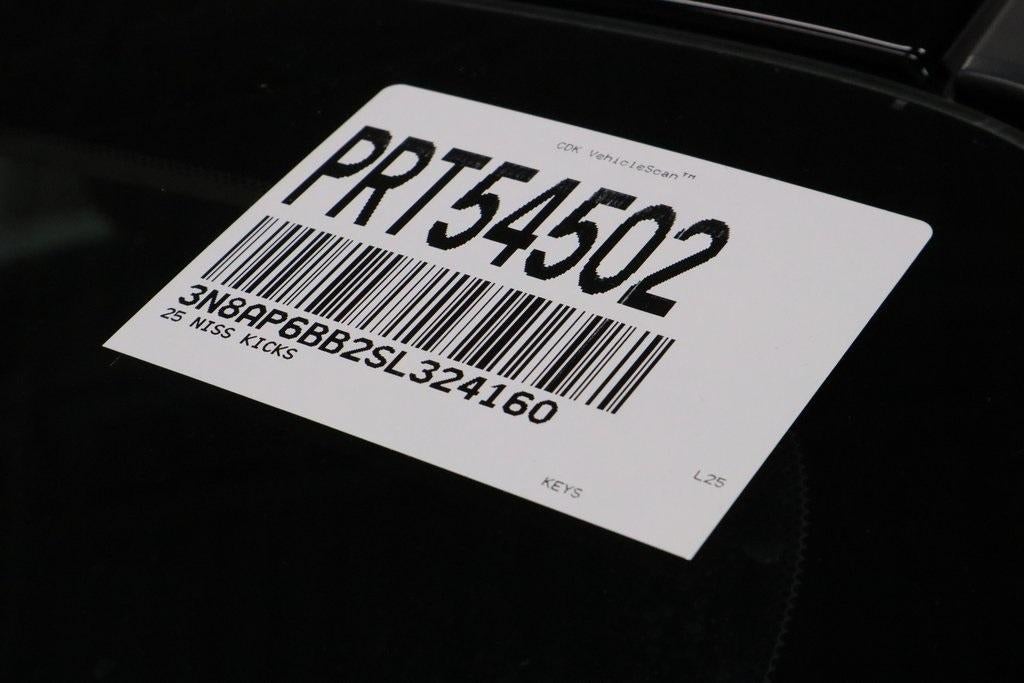 CDK VehicleScan™
PRT54502
3N8AP6BB2SL324160
25 NISS KICKS
KEYS
L25